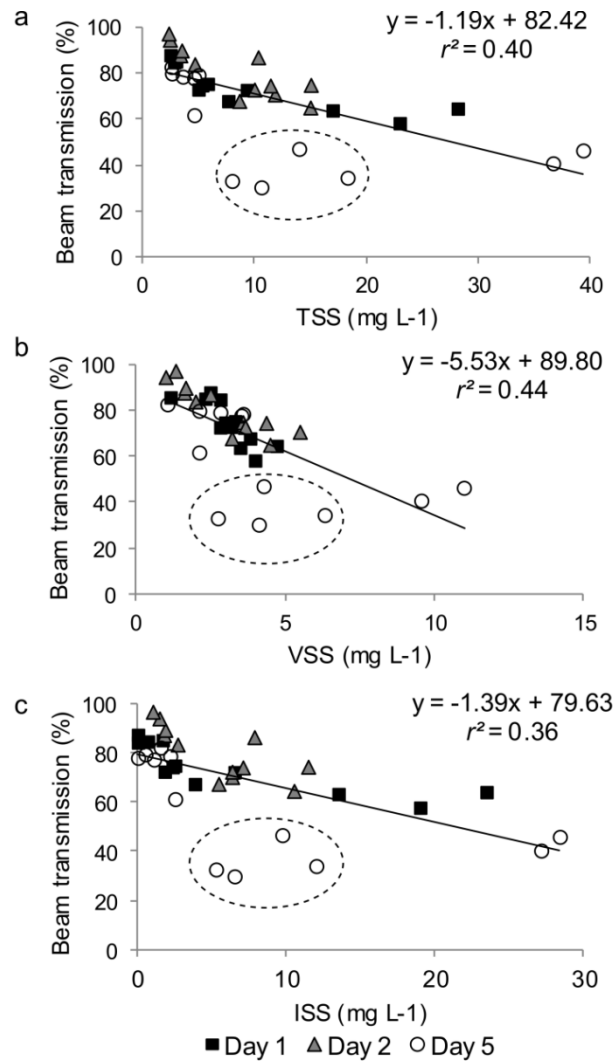 a
y = -1.19x + 82.42
r² = 0.40
Beam transmission (%)
100
80
60
40
20
0
0 10 20 30 40
TSS (mg L-1)
b
y = -5.53x + 89.80
r² = 0.44
Beam transmission (%)
100
80
60
40
20
0
0 5 10 15
VSS (mg L-1)
c
y = -1.39x + 79.63
r² = 0.36
Beam transmission (%)
100
80
60
40
20
0
0 10 20 30
ISS (mg L-1)
Day 1 Day 2 Day 5